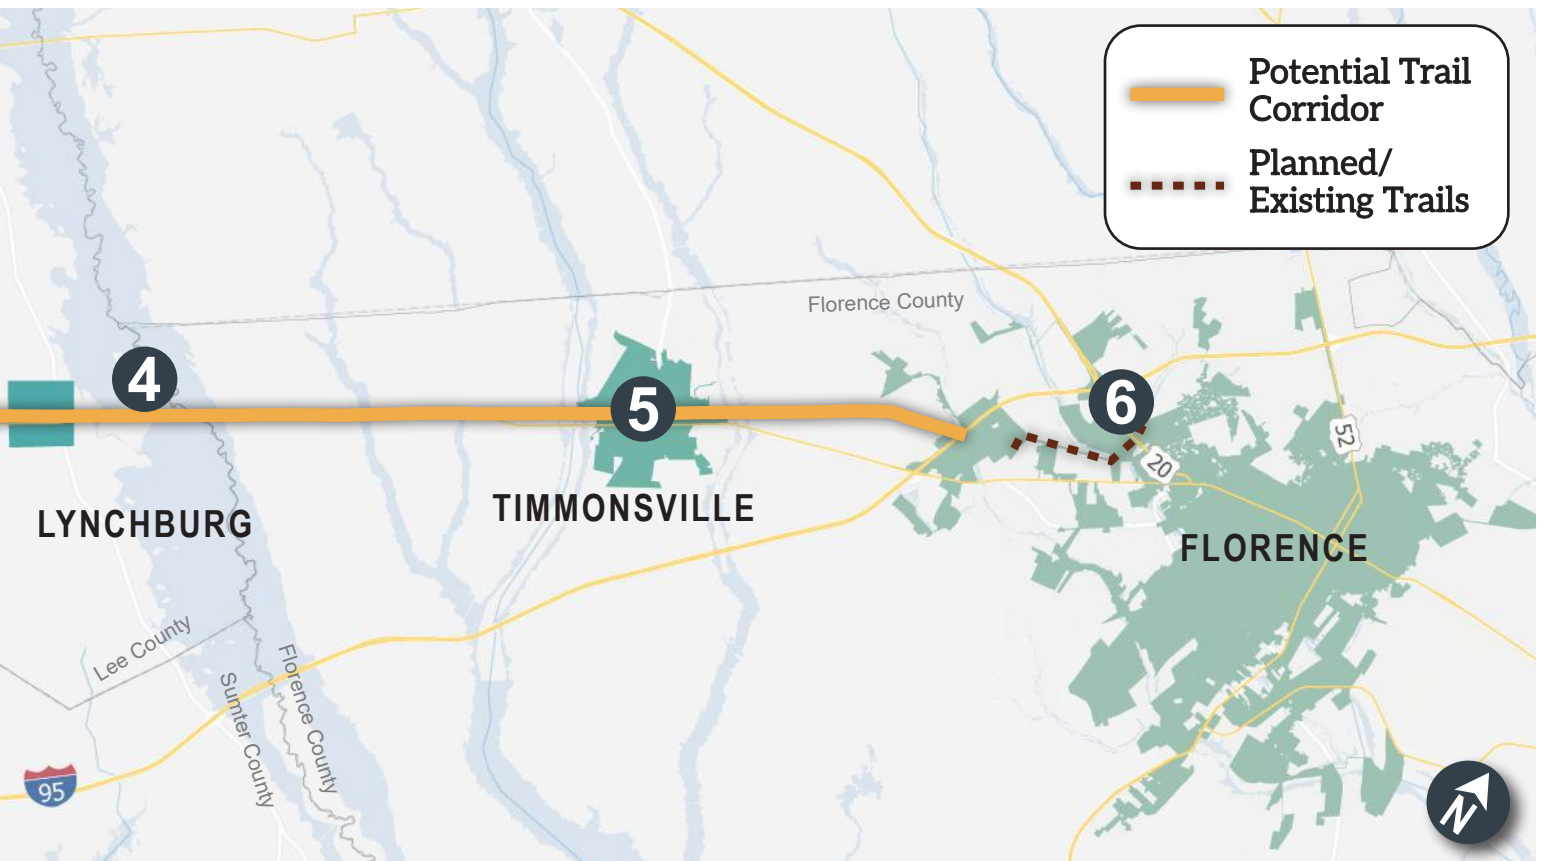 Potential Trail
Corridor
Planned/
Existing Trails
Florence County
4
5
6
52
20
LYNCHBURG
TIMMONSVILLE
FLORENCE
Lee County
Sumter County
Florence County
95
N